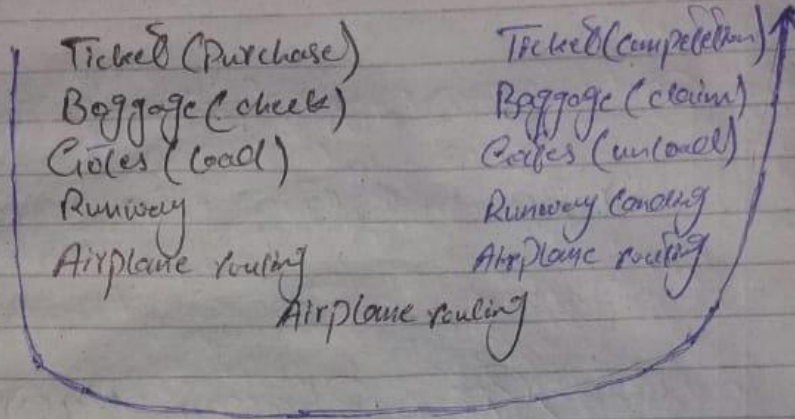 Ticket (Purchase) Ticket (
Baggage (check) Baggage (claim)
Gates (load) Gates (unload)
Runway Runway landing
Airplane routing Airplane routing
Airplane routing